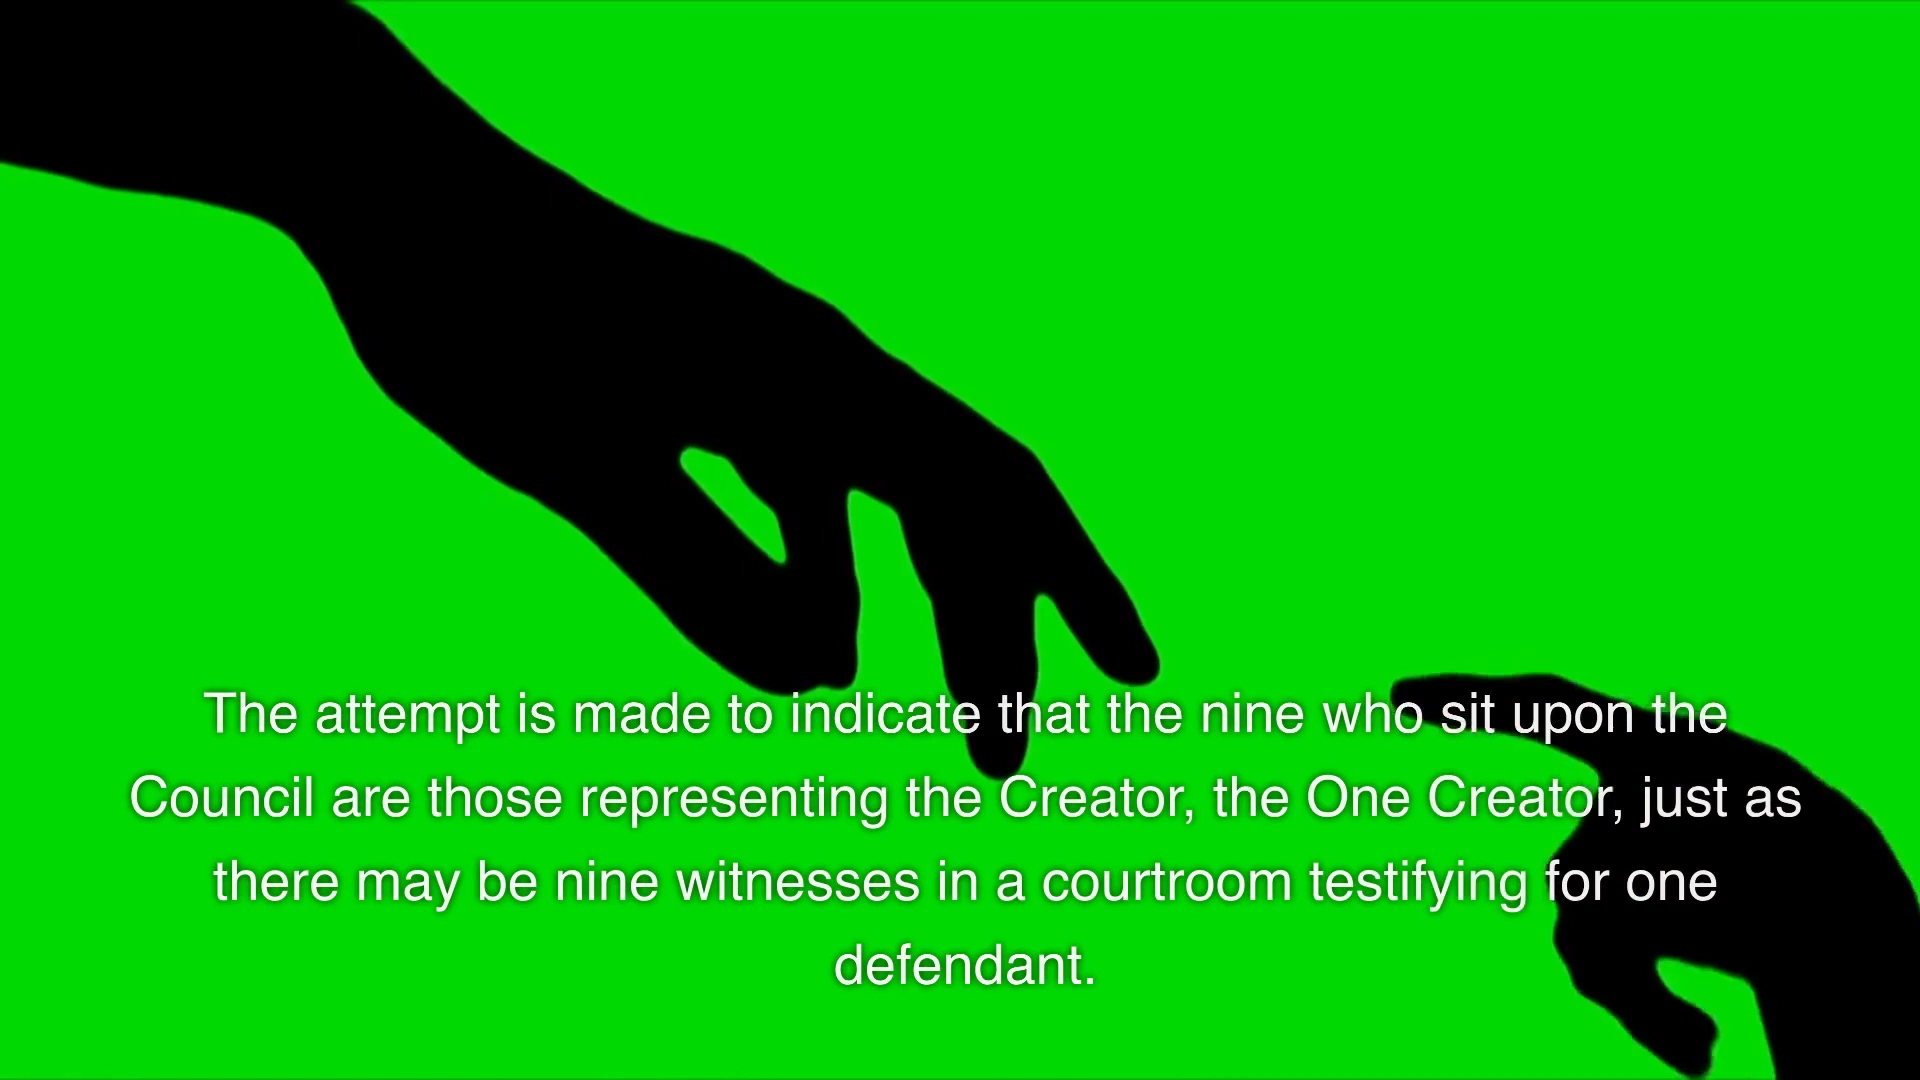 The attempt is made to indicate that the nine who sit upon the
Council are those representing the Creator, the One Creator, just as
there may be nine witnesses in a courtroom testifying for one
defendant.